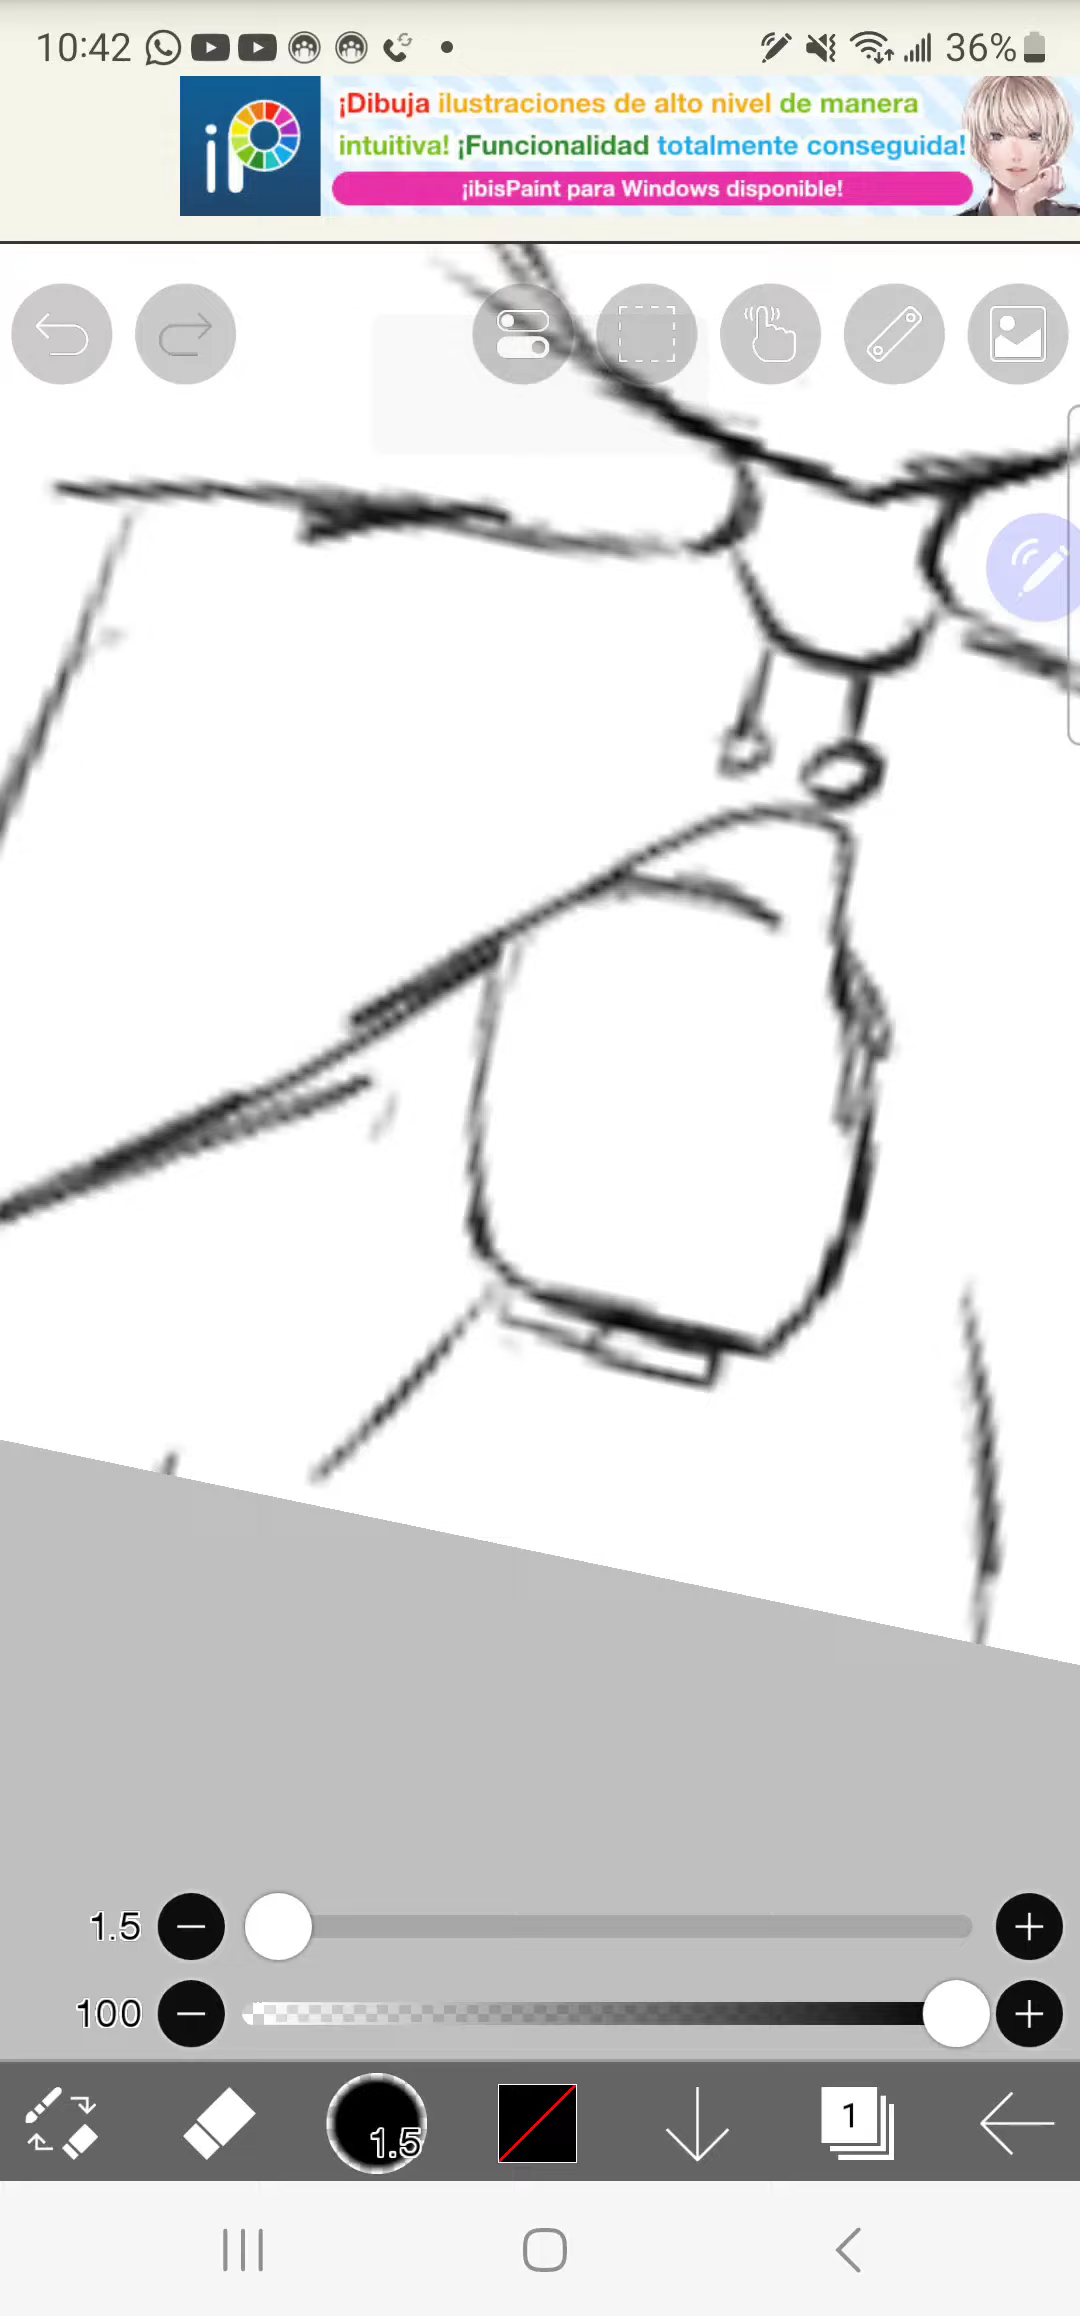 10:42
36%
iP
¡Dibuja ilustraciones de alto nivel de manera
intuitiva! ¡Funcionalidad totalmente conseguida!
¡ibisPaint para Windows disponible!
1.5
100
1.5
1